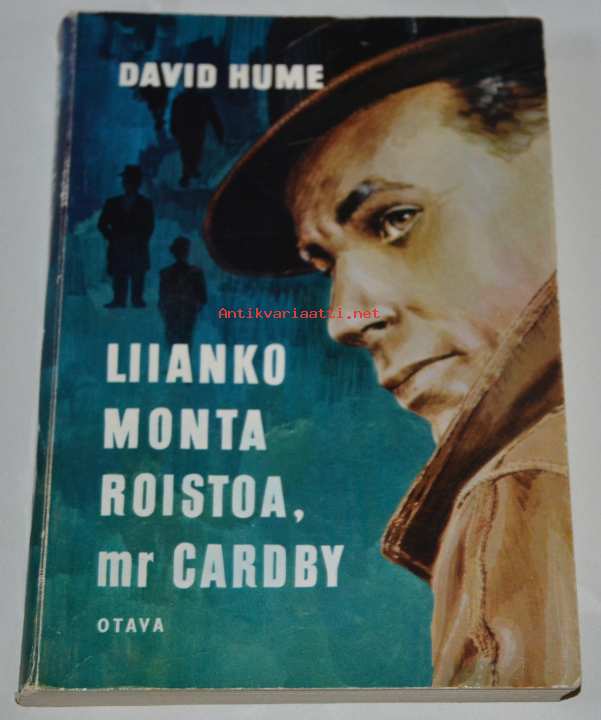 DAVID HUME
Antikvariaatti.net
LIIANKO
MONTA
ROISTOA,
mr CARDBY
OTAVA